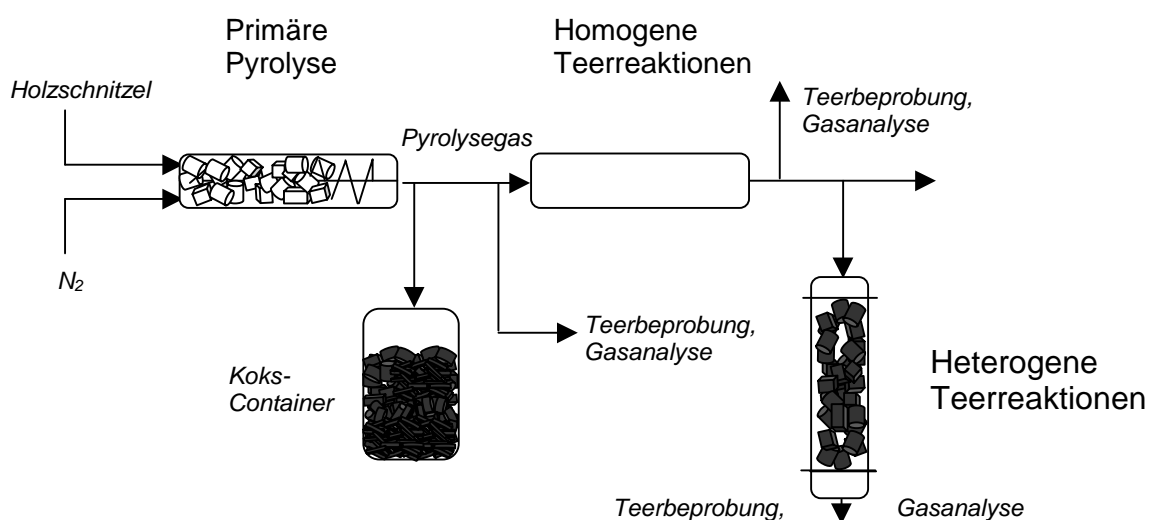 Primäre
Pyrolyse
Homogene
Teerreaktionen
Holzschnitzel
Teerbeprobung,
Gasanalyse
Pyrolysegas
N2
Teerbeprobung,
Gasanalyse
Koks-
Container
Heterogene
Teerreaktionen
Teerbeprobung,
Gasanalyse